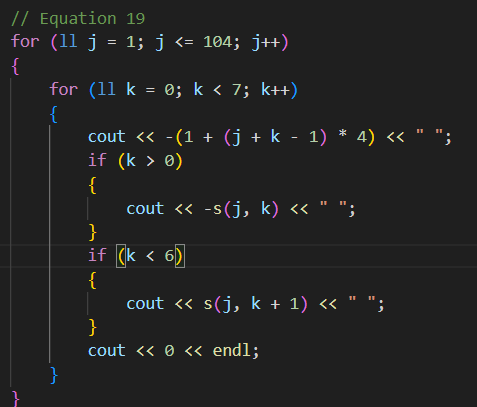 // Equation 19
for (ll j = 1; j <= 104; j++)
{
    for (ll k = 0; k < 7; k++)
    {
        cout << -(1 + (j + k - 1) * 4) << " ";
        if (k > 0)
        {
            cout << -s(j, k) << " ";
        }
        if (k < 6)
        {
            cout << s(j, k + 1) << " ";
        }
        cout << 0 << endl;
    }
}